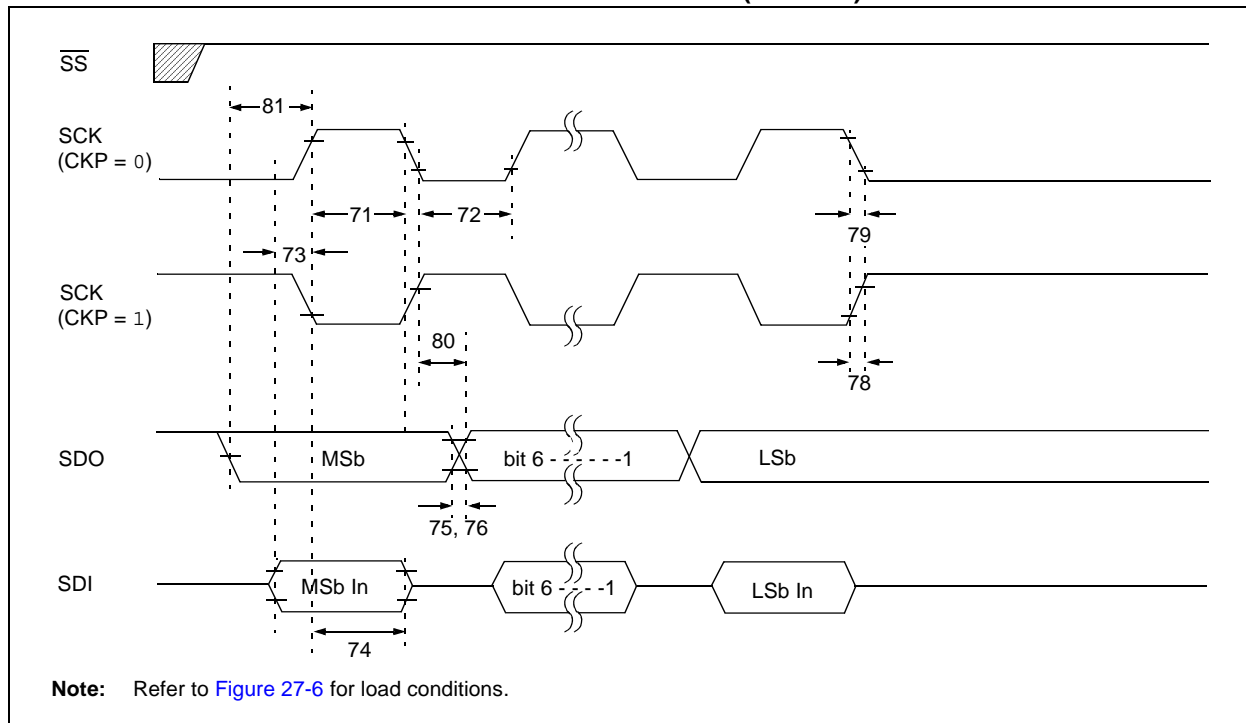 SS
81
SCK
(CKP = 0)
71
72
79
73
SCK
(CKP = 1)
80
78
SDO
MSb
bit 6 - - - - - -1
LSb
75, 76
SDI
MSb In
bit 6 - - - -1
LSb In
74
Note: Refer to Figure 27-6 for load conditions.